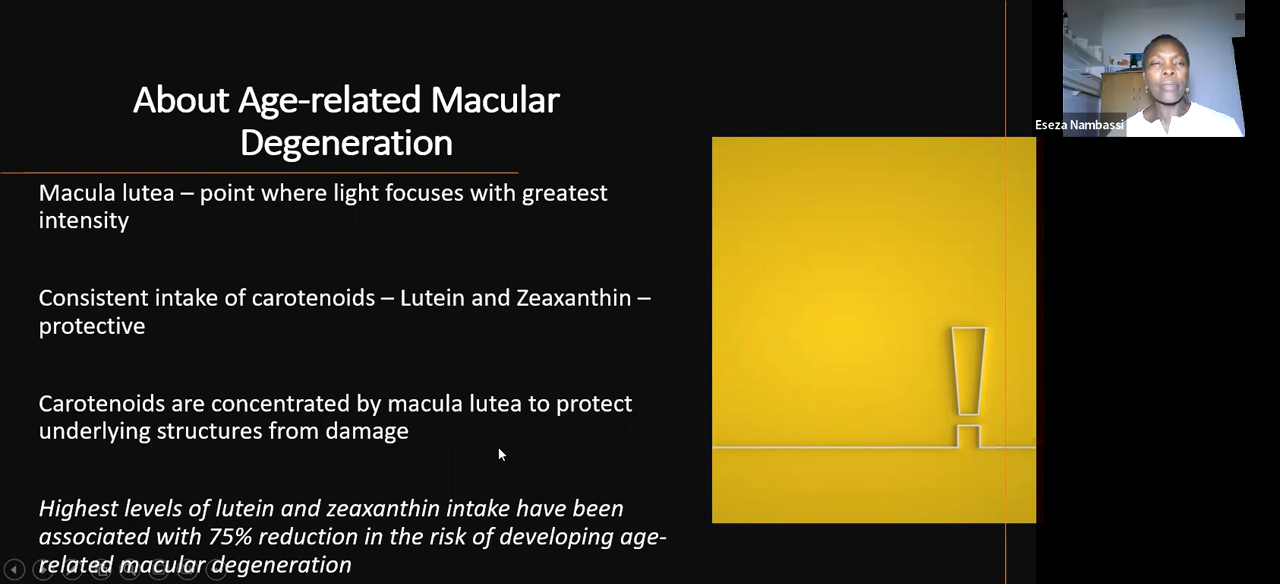 About Age-related Macular
Degeneration
Macula lutea – point where light focuses with greatest
intensity
Consistent intake of carotenoids – Lutein and Zeaxanthin –
protective
Carotenoids are concentrated by macula lutea to protect
underlying structures from damage
Highest levels of lutein and zeaxanthin intake have been
associated with 75% reduction in the risk of developing age-
related macular degeneration
Eseza Nambassi